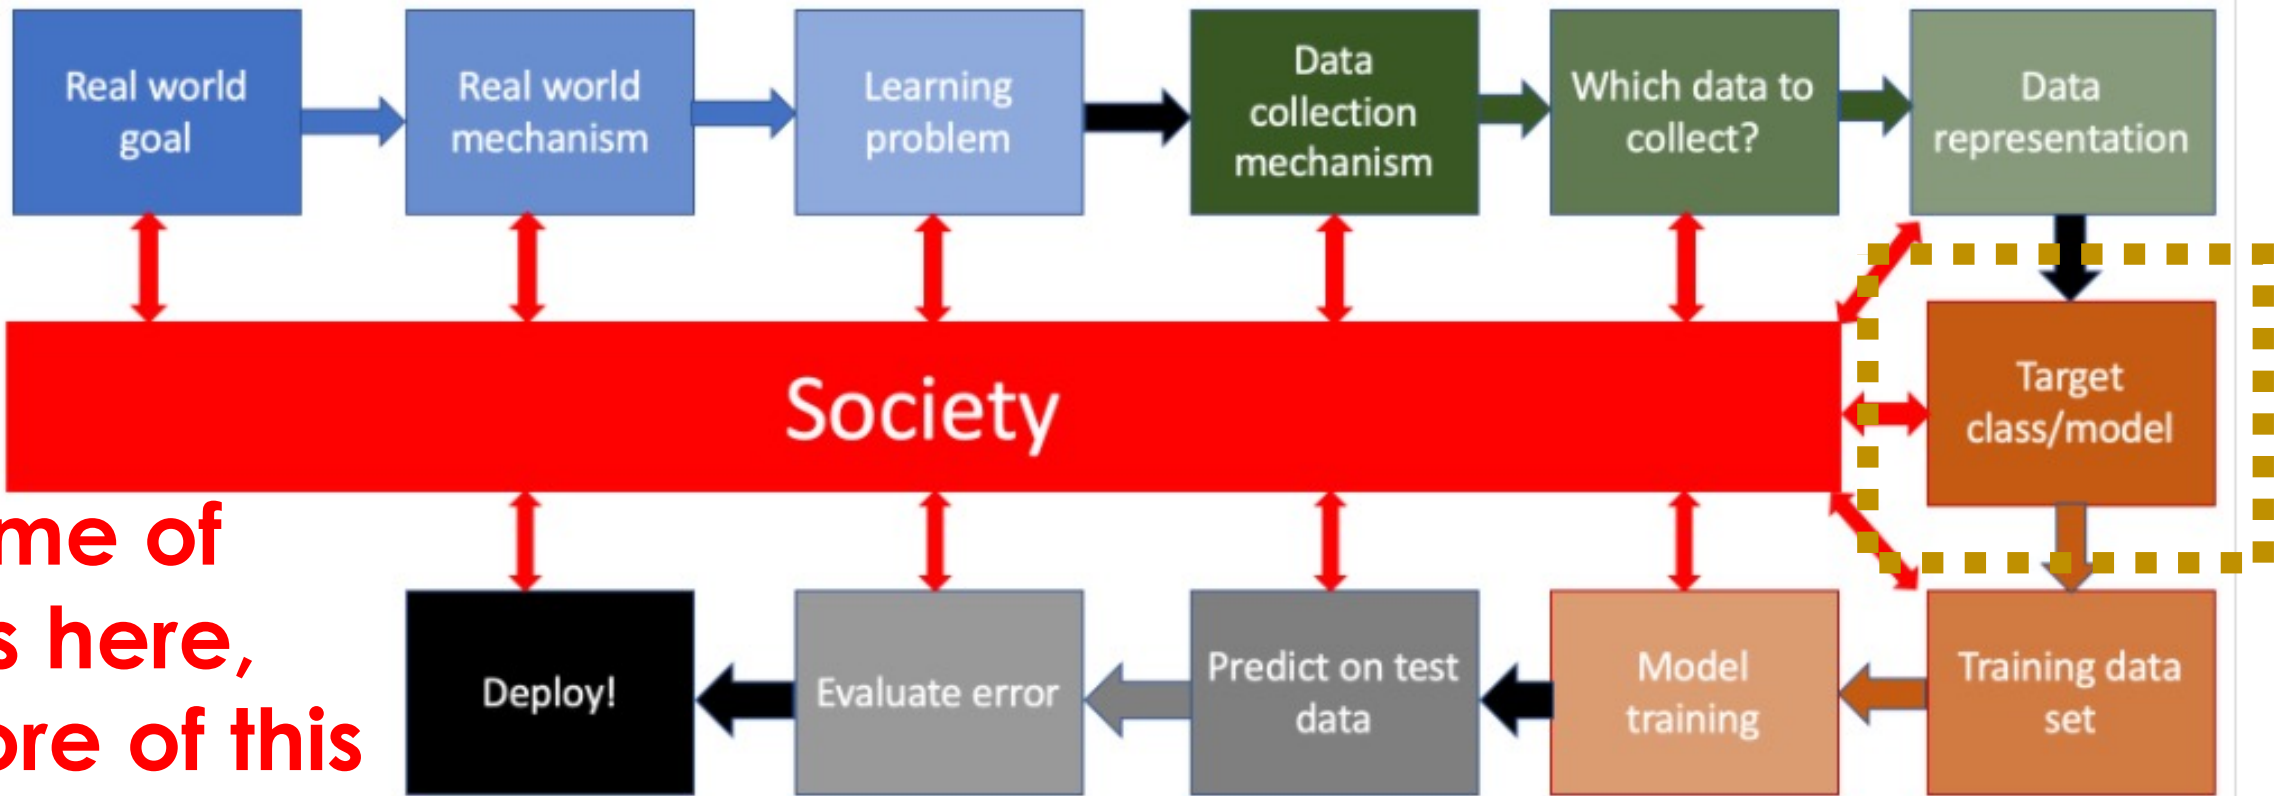 Real world
goal
Real world
mechanism
Learning
problem
Data
collection
mechanism
Which data to
collect?
Data
representation
Society
Target
class/model
me of
s here,
ore of this
Deploy!
Evaluate error
Predict on test
data
Model
training
Training data
set